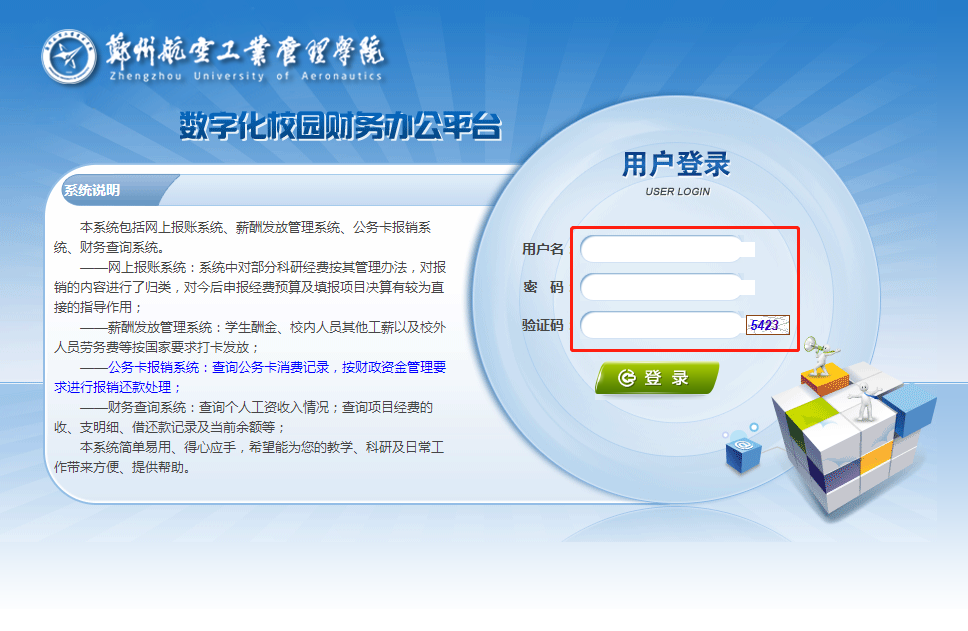 郑州航空工业管理学院
Zhengzhou University of Aeronautics
数字化校园财务办公平台
系统说明
本系统包括网上报账系统、薪酬发放管理系统、公务卡报销系
统、财务查询系统。
——网上报账系统：系统中对部分科研经费按其管理办法，对报
销的内容进行了归类，对今后申报经费预算及填报项目决算有较为直
接的指导作用；
——薪酬发放管理系统：学生酬金、校内人员其他工薪以及校外
人员劳务费等按国家要求打卡发放；
——公务卡报销系统：查询公务卡消费记录，按财政资金管理要
求进行报销还款处理；
——财务查询系统：查询个人工资收入情况；查询项目经费的
收、支明细、借还款记录及当前余额等；
本系统简单易用、得心应手，希望能为您的教学、科研及日常工
作带来方便、提供帮助。
用户登录
USER LOGIN
用户名
密 码
验证码
5423
登 录
@